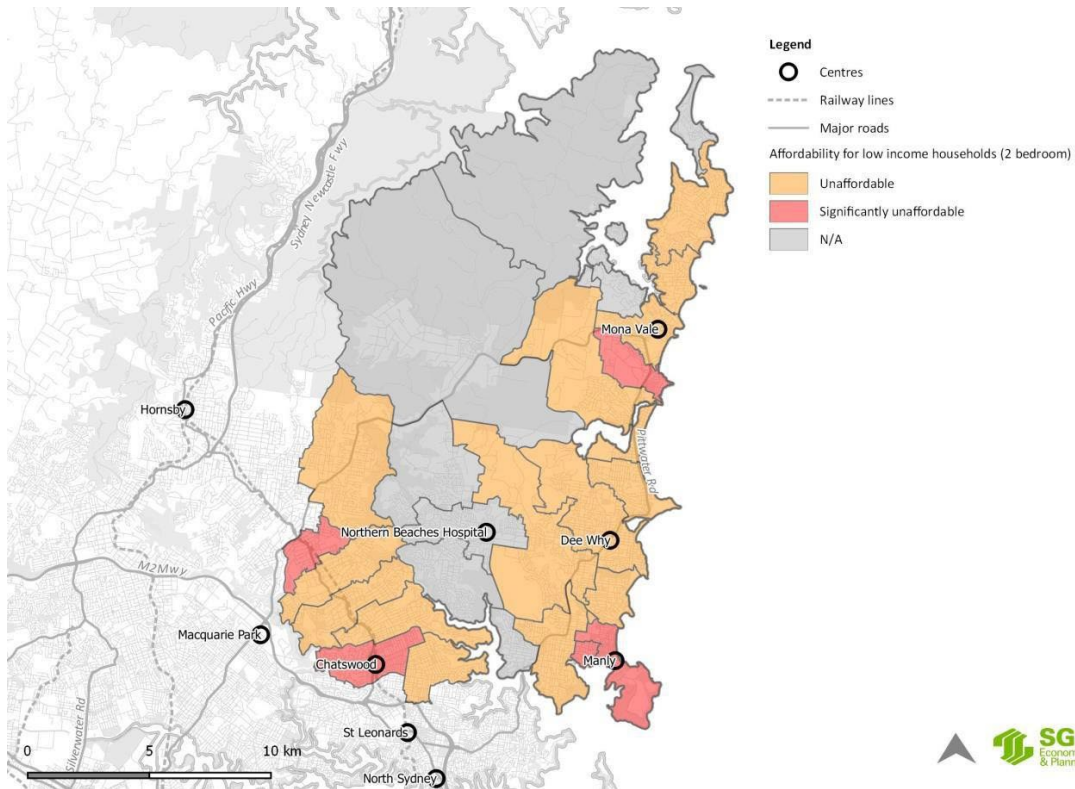 Legend
Centres
Railway lines
Major roads
Affordability for low income households (2 bedroom)
Unaffordable
Significantly unaffordable
N/A
Sydney Newcastle Fwy
Pacific Hwy
Mona Vale
Hornsby
Pittwater Rd
Northern Beaches Hospital
Dee Why
M2Mwy
Macquarie Park
Chatswood
Manly
St Leonards
Silverwater Rd
North Sydney
0 5 10 km
SG
Econom
& Plann